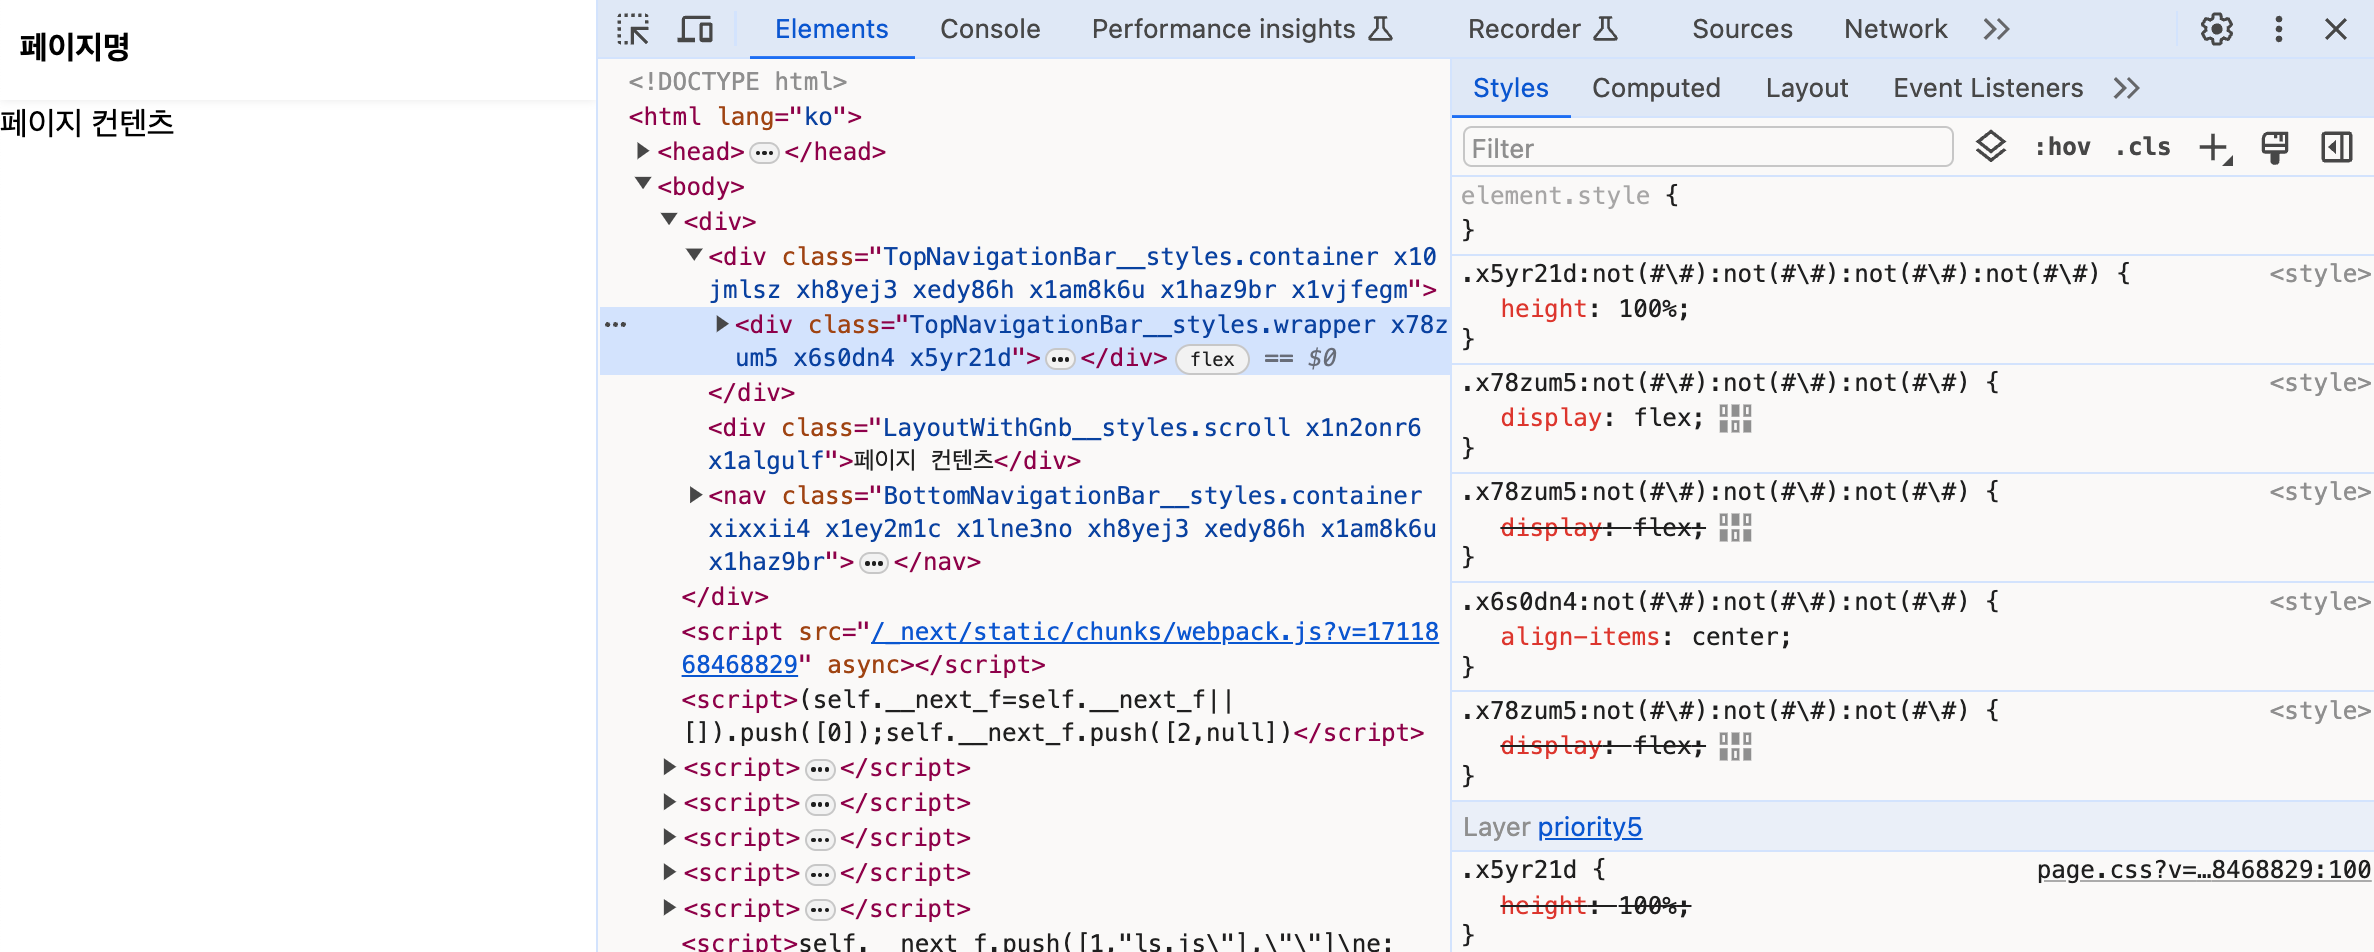 페이지명
페이지 컨텐츠
Elements Console Performance insights Recorder Sources Network
<!DOCTYPE html>
<html lang="ko">
<head>…</head>
<body>
<div>
<div class="TopNavigationBar__styles.container x10
jmlsz xh8yej3 xedy86h x1am8k6u x1haz9br x1vjfegm">
<div class="TopNavigationBar__styles.wrapper x78z
um5 x6s0dn4 x5yr21d">…</div> flex == $0
</div>
<div class="LayoutWithGnb__styles.scroll x1n2onr6
x1algulf">페이지 컨텐츠</div>
<nav class="BottomNavigationBar__styles.container
xixxii4 x1ey2m1c x1lne3no xh8yej3 xedy86h x1am8k6u
x1haz9br">…</nav>
</div>
<script src="/_next/static/chunks/webpack.js?v=17118
68468829" async></script>
<script>(self.__next_f=self.__next_f||
[]).push([0]);self.__next_f.push([2,null])</script>
<script>…</script>
<script>…</script>
<script>…</script>
<script>…</script>
<script>…</script>
<script>self.__next_f.push([1,"ls.js\"],\"\"]\ne:
Styles Computed Layout Event Listeners
Filter :hov .cls
element.style {
}
.x5yr21d:not(#\#):not(#\#):not(#\#):not(#\#) { <style>
height: 100%;
}
.x78zum5:not(#\#):not(#\#):not(#\#) { <style>
display: flex;
}
.x78zum5:not(#\#):not(#\#):not(#\#) { <style>
display: flex;
}
.x6s0dn4:not(#\#):not(#\#):not(#\#) { <style>
align-items: center;
}
.x78zum5:not(#\#):not(#\#):not(#\#) { <style>
display: flex;
}
Layer priority5
.x5yr21d { page.css?v=…8468829:100
height: 100%;
}